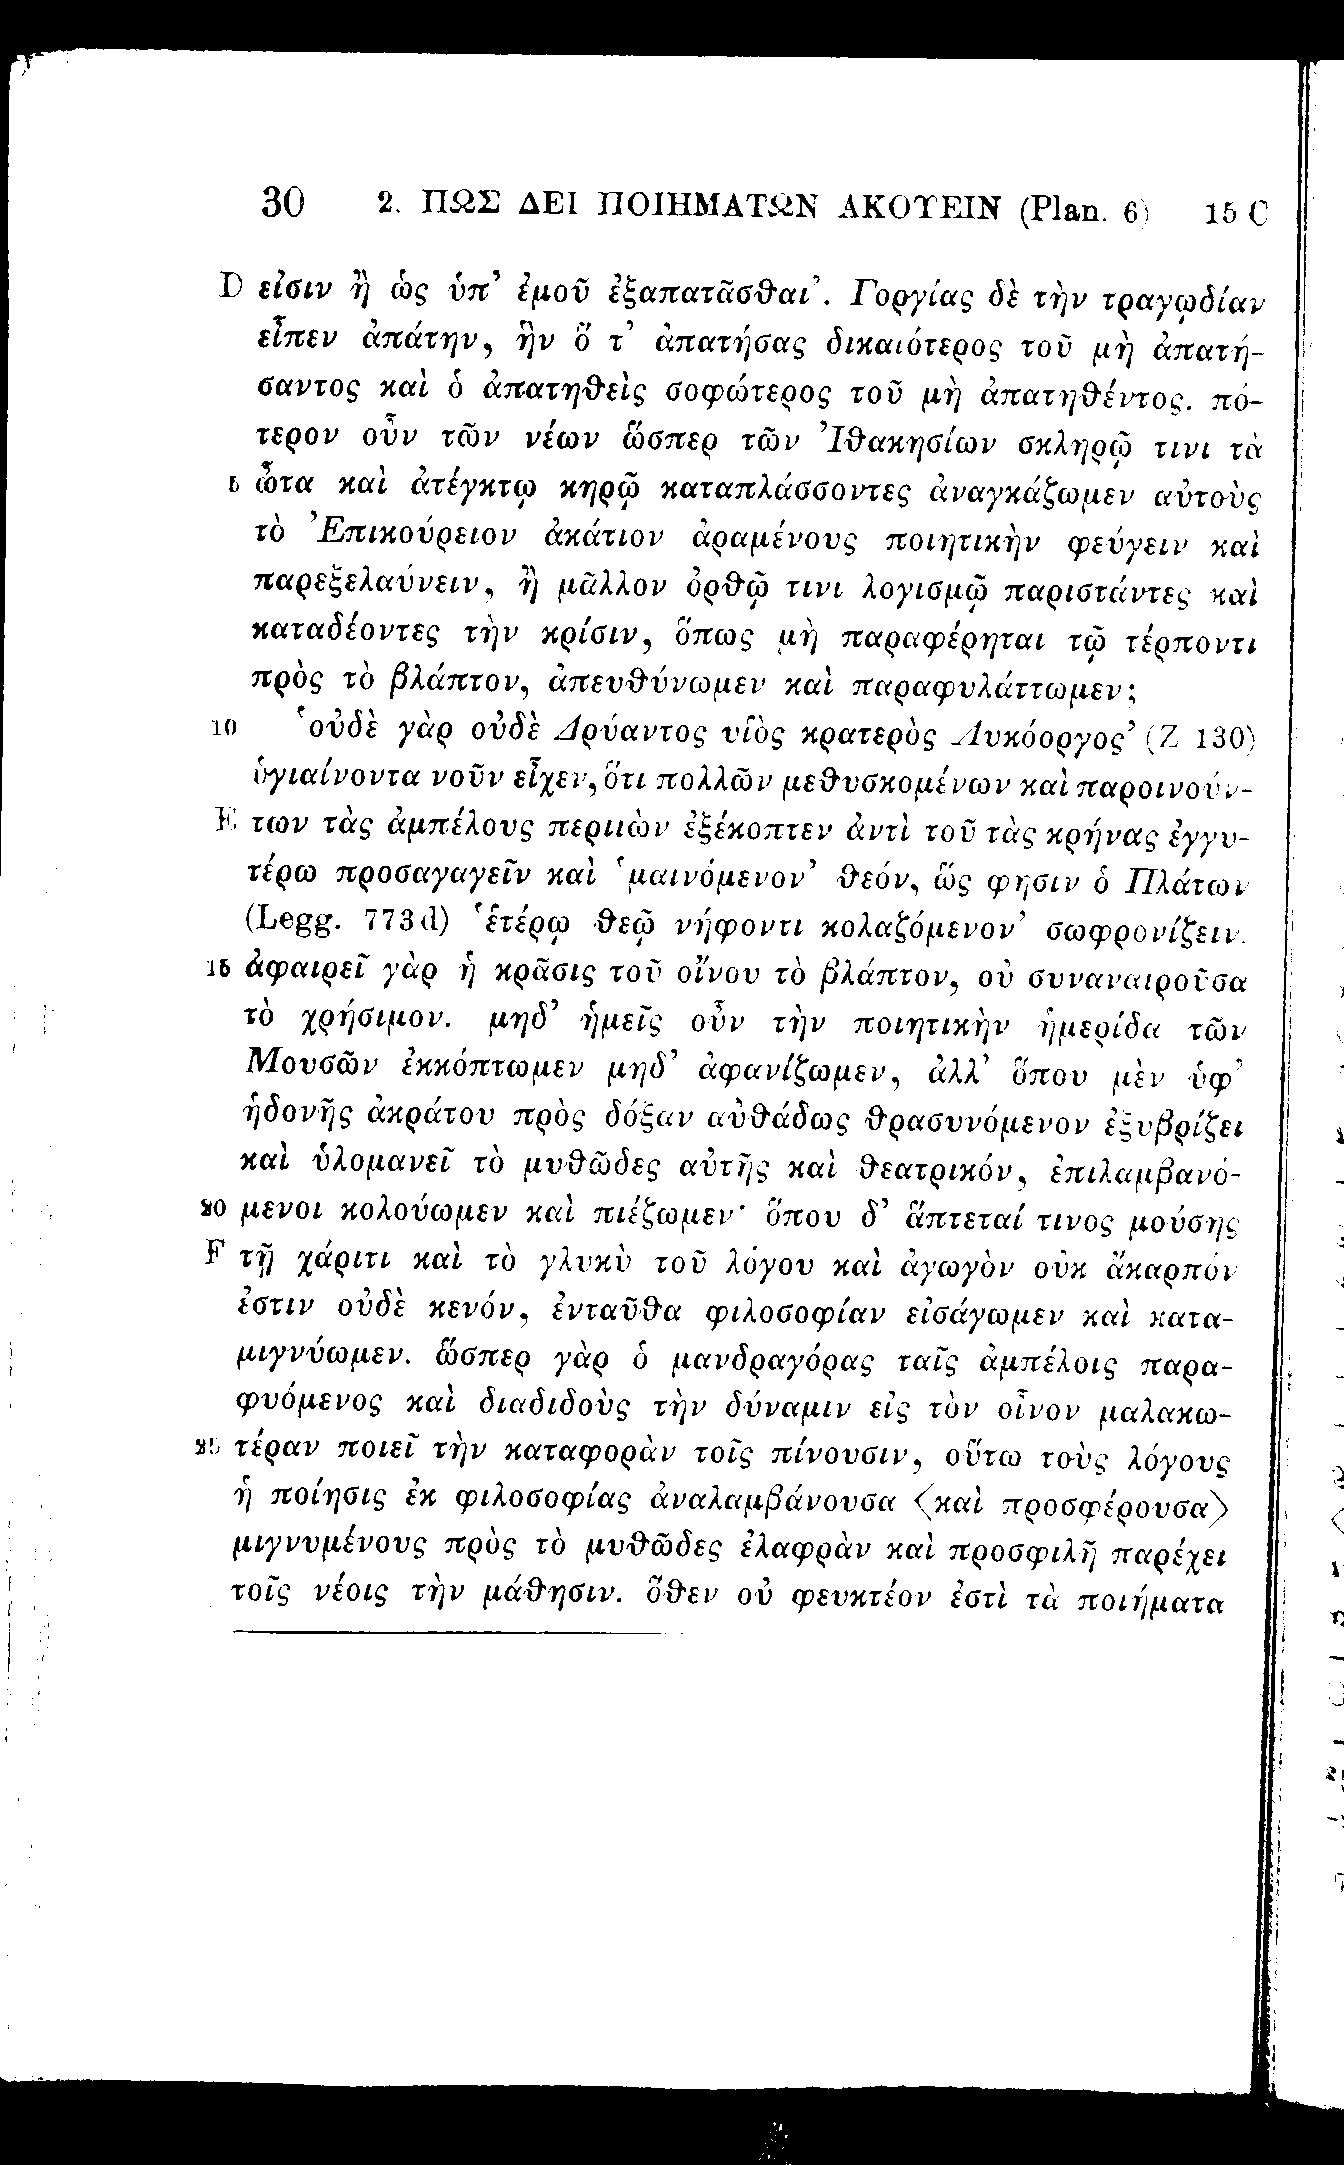 30 2. ΠΩΣ ΔΕΙ ΠΟΙΗΜΑΤΩΝ ΑΚΟΥΕΙΝ (Plan. 6) 15 C
D εἰσιν ἢ ὡς ὑπ’ ἐμοῦ ἐξαπατᾶσθαι’. Γοργίας δὲ τὴν τραγῳδίαν
εἶπεν ἀπάτην, ἣν ὅ τ’ ἀπατήσας δικαιότερος τοῦ μὴ ἀπατή-
σαντος καὶ ὁ ἀπατηθεὶς σοφώτερος τοῦ μὴ ἀπατηθέντος. πό-
τερον οὖν τῶν νέων ὥσπερ τῶν Ἰθακησίων σκληρῷ τινι τὰ
5 ὦτα καὶ ἀτέγκτῳ κηρῷ καταπλάσσοντες ἀναγκάζωμεν αὐτοὺς
τὸ Ἐπικούρειον ἀκάτιον ἀραμένους ποιητικὴν φεύγειν καὶ
παρεξελαύνειν, ἢ μᾶλλον ὀρθῷ τινι λογισμῷ παριστάντες καὶ
καταδέοντες τὴν κρίσιν, ὅπως μὴ παραφέρηται τῷ τέρποντι
πρὸς τὸ βλάπτον, ἀπευθύνωμεν καὶ παραφυλάττωμεν;
10 ‘οὐδὲ γὰρ οὐδὲ Δρύαντος υἱὸς κρατερὸς Λυκόοργος’ (Z 130)
ὑγιαίνοντα νοῦν εἶχεν, ὅτι πολλῶν μεθυσκομένων καὶ παροινούν-
E των τὰς ἀμπέλους περιιὼν ἐξέκοπτεν ἀντὶ τοῦ τὰς κρήνας ἐγγυ-
τέρω προσαγαγεῖν καὶ ‘μαινόμενον’ θεόν, ὥς φησιν ὁ Πλάτων
(Legg. 773d) ‘ἑτέρῳ θεῷ νήφοντι κολαζόμενον’ σωφρονίζειν.
15 ἀφαιρεῖ γὰρ ἡ κρᾶσις τοῦ οἴνου τὸ βλάπτον, οὐ συναναιροῦσα
τὸ χρήσιμον. μηδ’ ἡμεῖς οὖν τὴν ποιητικὴν ἡμερίδα τῶν
Μουσῶν ἐκκόπτωμεν μηδ’ ἀφανίζωμεν, ἀλλ’ ὅπου μὲν ὑφ’
ἡδονῆς ἀκράτου πρὸς δόξαν αὐθάδως θρασυνόμενον ἐξυβρίζει
καὶ ὑλομανεῖ τὸ μυθῶδες αὐτῆς καὶ θεατρικόν, ἐπιλαμβανό-
20 μενοι κολούωμεν καὶ πιέζωμεν· ὅπου δ’ ἅπτεταί τινος μούσης
F τῇ χάριτι καὶ τὸ γλυκὺ τοῦ λόγου καὶ ἀγωγὸν οὐκ ἄκαρπόν
ἐστιν οὐδὲ κενόν, ἐνταῦθα φιλοσοφίαν εἰσάγωμεν καὶ κατα-
μιγνύωμεν. ὥσπερ γὰρ ὁ μανδραγόρας ταῖς ἀμπέλοις παρα-
φυόμενος καὶ διαδιδοὺς τὴν δύναμιν εἰς τὸν οἶνον μαλακω-
25 τέραν ποιεῖ τὴν καταφορὰν τοῖς πίνουσιν, οὕτω τοὺς λόγους
ἡ ποίησις ἐκ φιλοσοφίας ἀναλαμβάνουσα 〈καὶ προσφέρουσα〉
μιγνυμένους πρὸς τὸ μυθῶδες ἐλαφρὰν καὶ προσφιλῆ παρέχει
τοῖς νέοις τὴν μάθησιν. ὅθεν οὐ φευκτέον ἐστὶ τὰ ποιήματα